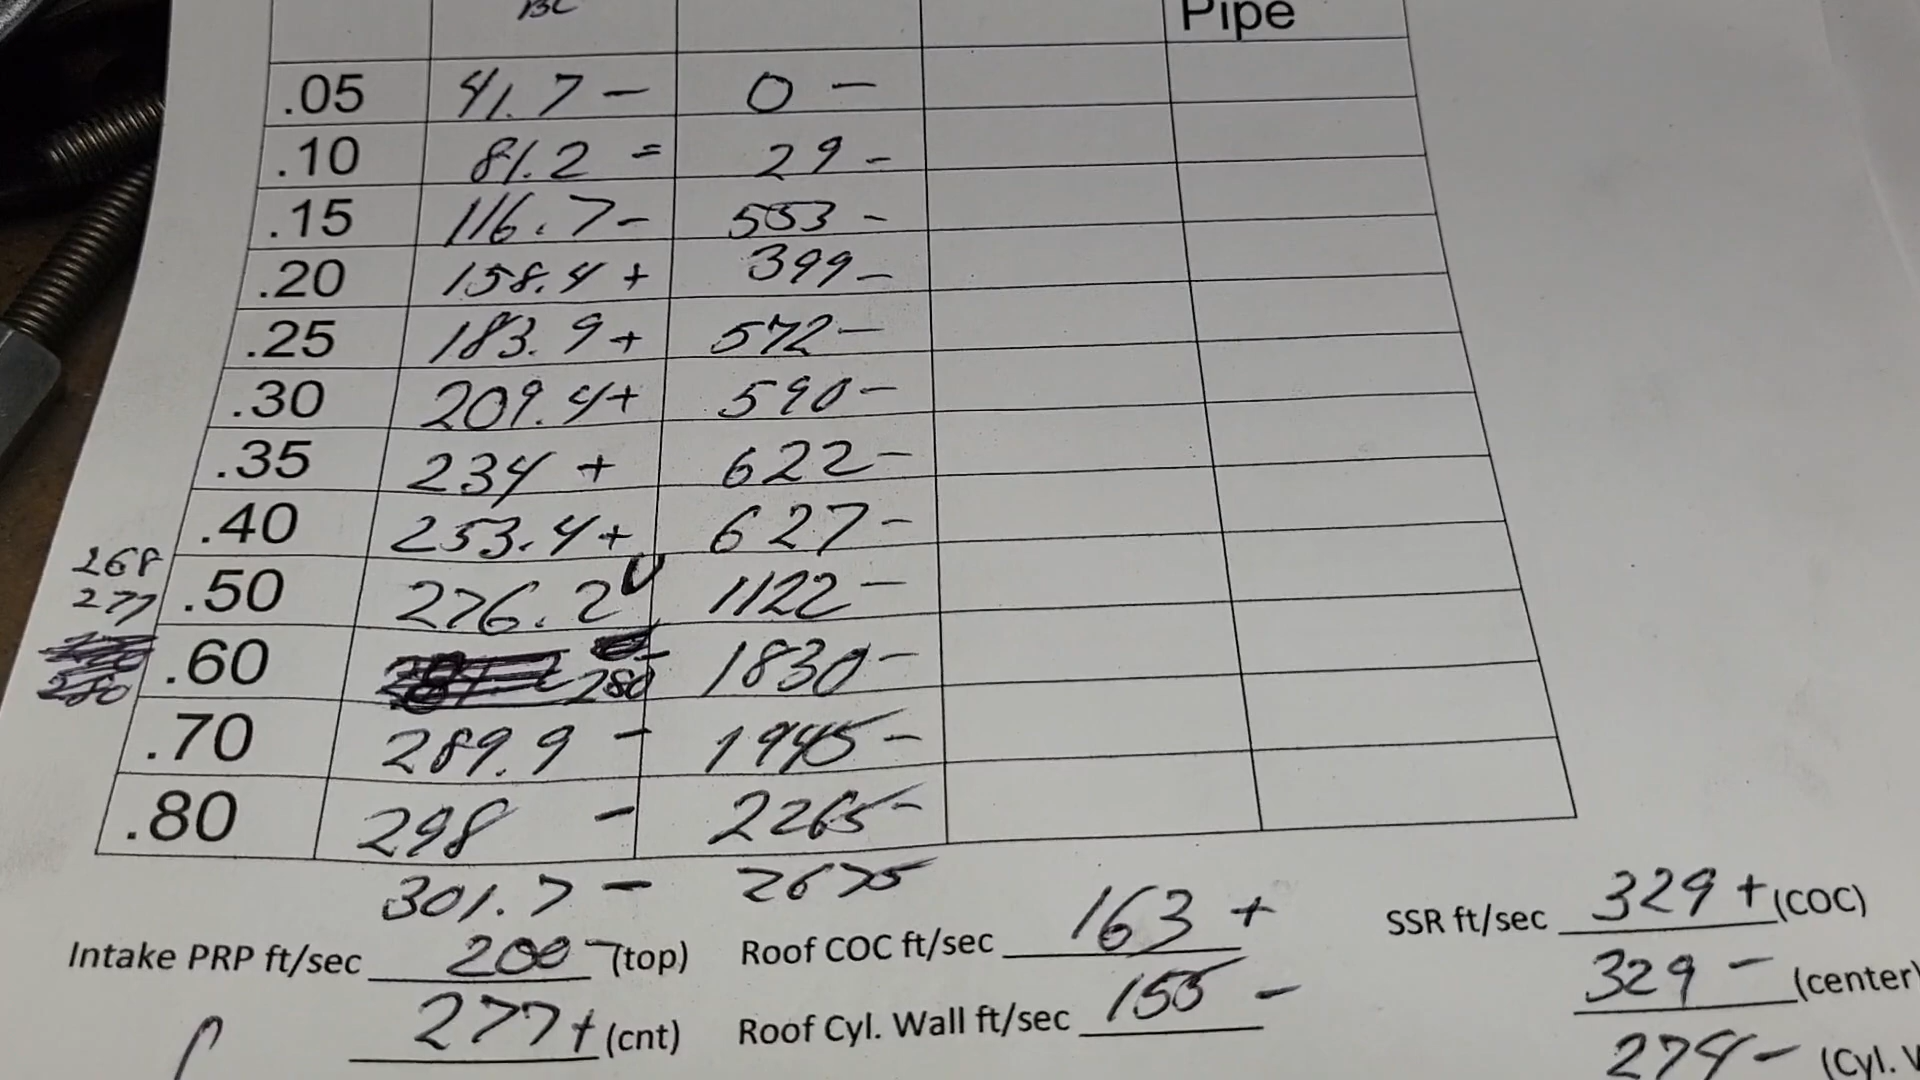 Pipe
.05 41.7 - 0 -
.10 81.2 = 29 -
.15 116.7 - 553 -
.20 158.4 + 399 -
.25 183.9 + 572 -
.30 209.4 + 590 -
.35 234 + 622 -
.40 253.4 + 627 -
268
277 .50 276.2 1122 -
280 .60 280 1830 -
.70 289.9 - 1945 -
.80 298 - 2265 -
301.7 - 2675
Intake PRP ft/sec 200 - (top) Roof COC ft/sec 163 + SSR ft/sec 329 + (COC)
277 + (cnt) Roof Cyl. Wall ft/sec 155 - 329 - (center)
274 - (Cyl.